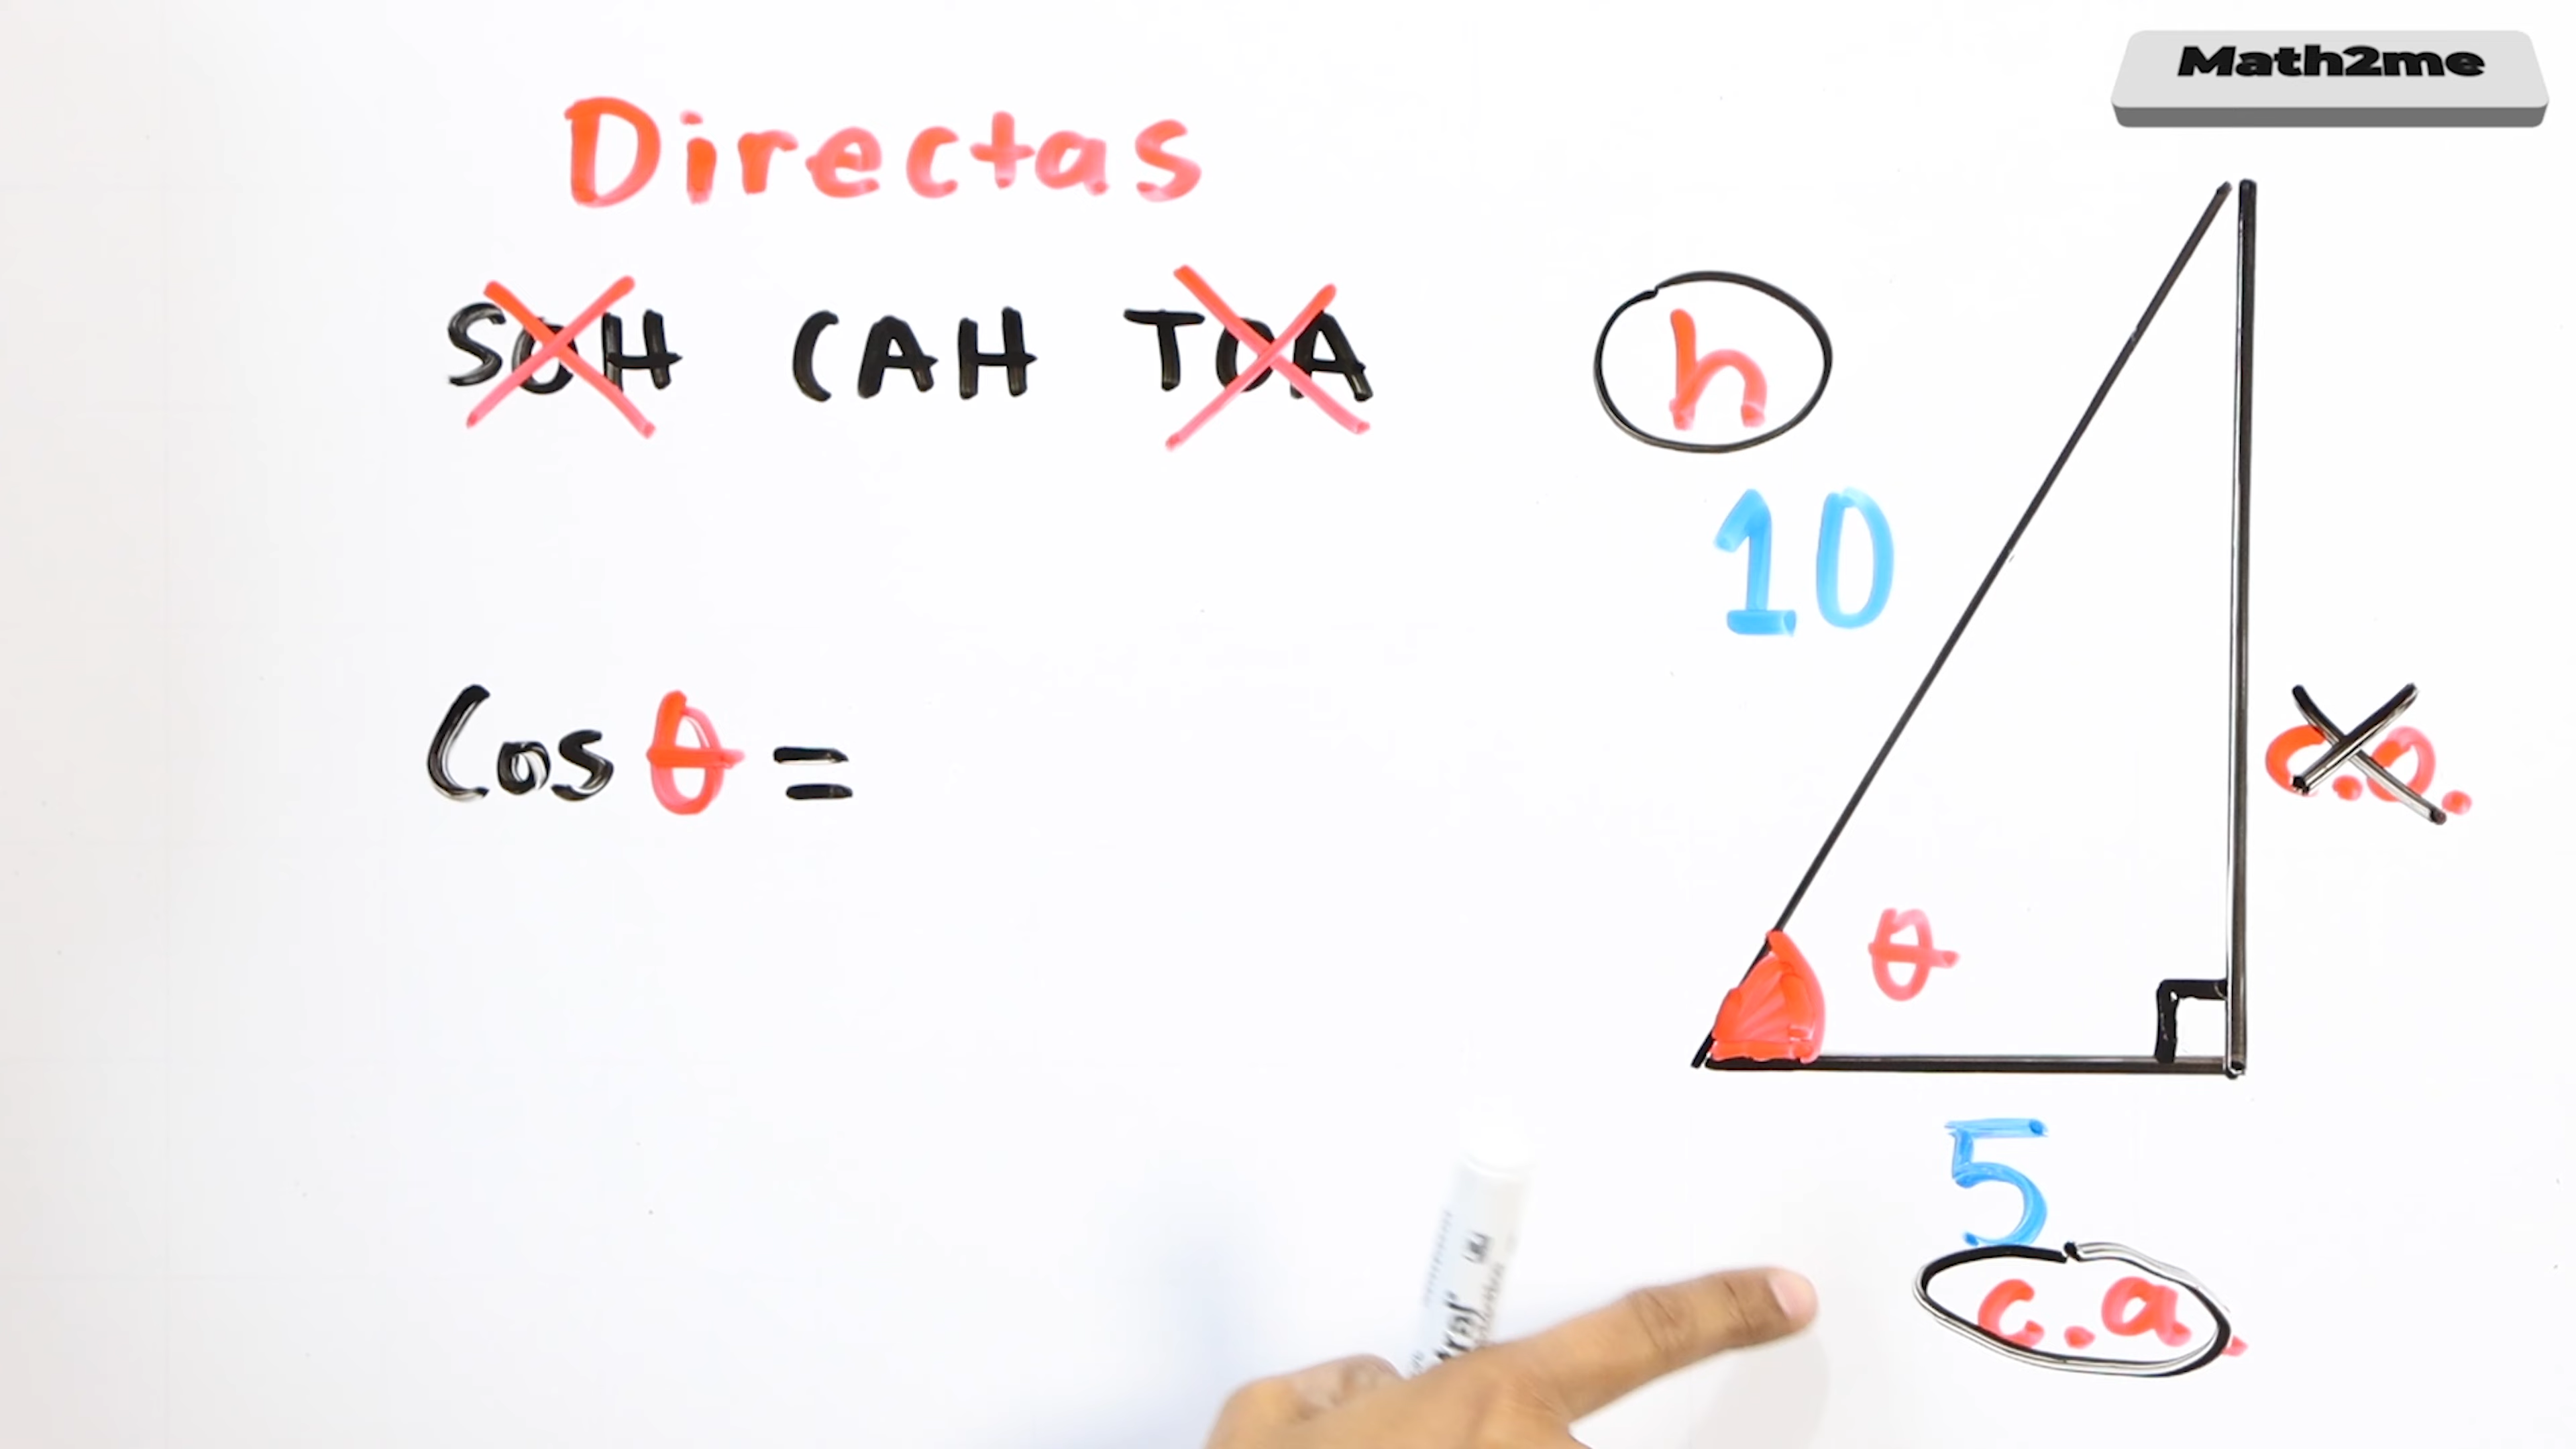 Math2me
Directas
SOH CAH TOA
h
10
Cos θ =
c.o.
θ
5
c.a.